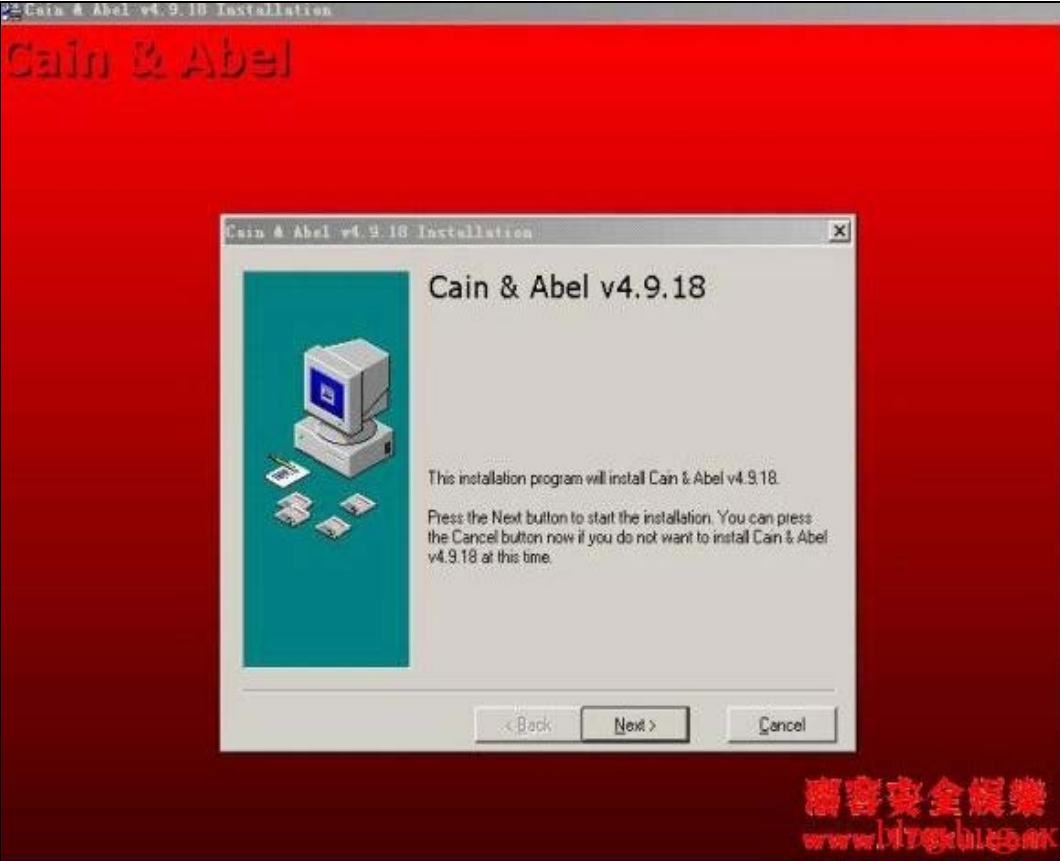 Cain & Abel v4.9.18 Installation
Cain & Abel
Cain & Abel v4.9.18 Installation
Cain & Abel v4.9.18
This installation program will install Cain & Abel v4.9.18.
Press the Next button to start the installation. You can press
the Cancel button now if you do not want to install Cain & Abel
v4.9.18 at this time.
< Back
Next >
Cancel
安全